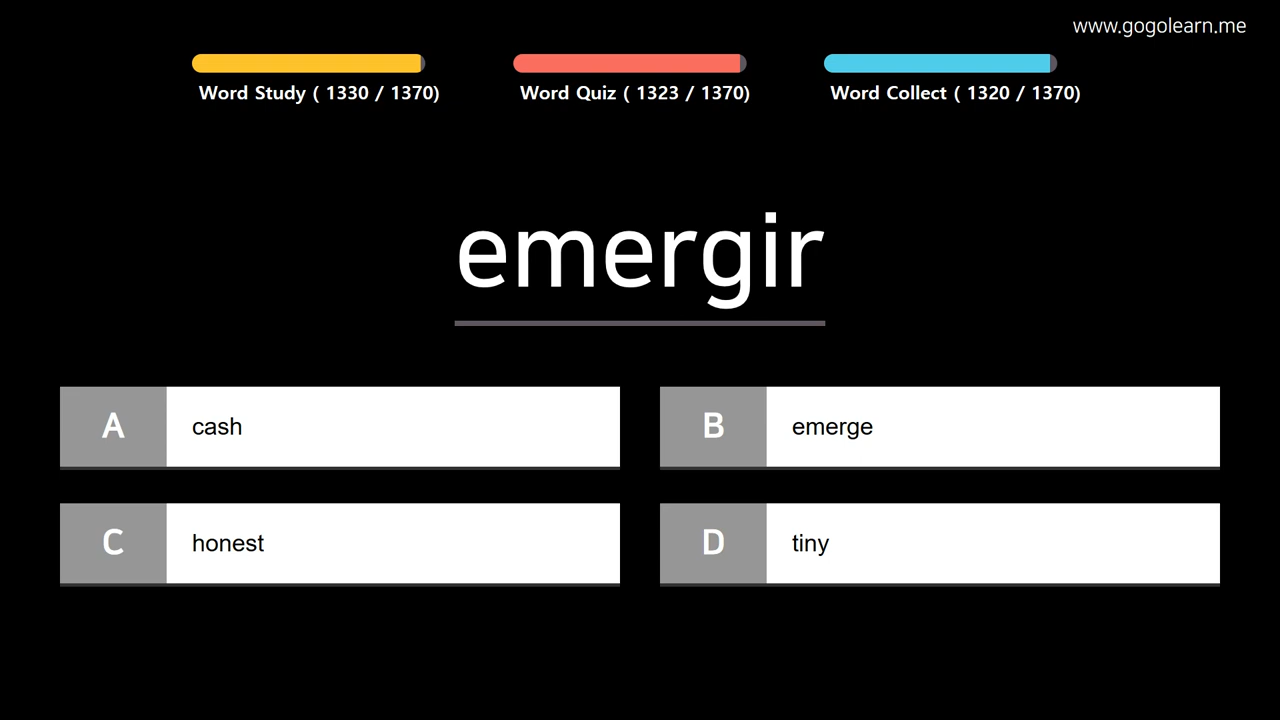 www.gogolearn.me
Word Study ( 1330 / 1370)
Word Quiz ( 1323 / 1370)
Word Collect ( 1320 / 1370)
emergir
A cash
B emerge
C honest
D tiny